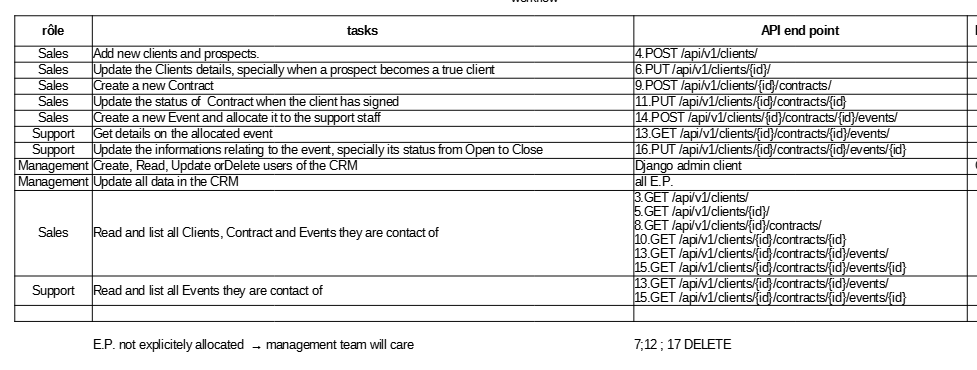 workflow
rôle tasks API end point
Sales Add new clients and prospects. 4.POST /api/v1/clients/
Sales Update the Clients details, specially when a prospect becomes a true client 6.PUT /api/v1/clients/{id}/
Sales Create a new Contract 9.POST /api/v1/clients/{id}/contracts/
Sales Update the status of  Contract when the client has signed 11.PUT /api/v1/clients/{id}/contracts/{id}
Sales Create a new Event and allocate it to the support staff 14.POST /api/v1/clients/{id}/contracts/{id}/events/
Support Get details on the allocated event 13.GET /api/v1/clients/{id}/contracts/{id}/events/
Support Update the informations relating to the event, specially its status from Open to Close 16.PUT /api/v1/clients/{id}/contracts/{id}/events/{id}
Management Create, Read, Update orDelete users of the CRM Django admin client
Management Update all data in the CRM all E.P.
Sales Read and list all Clients, Contract and Events they are contact of
3.GET /api/v1/clients/
5.GET /api/v1/clients/{id}/
8.GET /api/v1/clients/{id}/contracts/
10.GET /api/v1/clients/{id}/contracts/{id}
13.GET /api/v1/clients/{id}/contracts/{id}/events/
15.GET /api/v1/clients/{id}/contracts/{id}/events/{id}
Support Read and list all Events they are contact of
13.GET /api/v1/clients/{id}/contracts/{id}/events/
15.GET /api/v1/clients/{id}/contracts/{id}/events/{id}
E.P. not explicitely allocated → management team will care 7;12 ; 17 DELETE